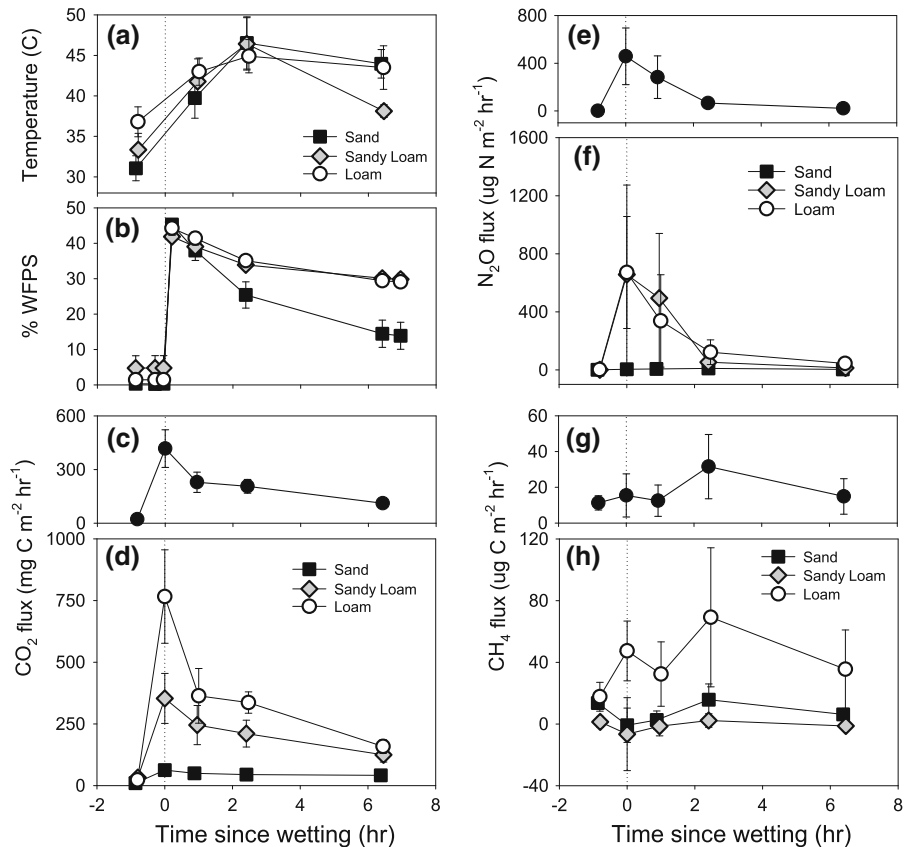 (a)
Temperature (C)
50
45
40
35
30
Sand
Sandy Loam
Loam
(b)
% WFPS
50
40
30
20
10
0
(c)
600
300
0
(d)
CO2 flux (mg C m-2 hr-1)
1000
750
500
250
0
Sand
Sandy Loam
Loam
-2 0 2 4 6 8
Time since wetting (hr)
(e)
800
400
0
(f)
N2O flux (ug N m-2 hr-1)
1600
1200
800
400
0
Sand
Sandy Loam
Loam
(g)
60
40
20
0
(h)
CH4 flux (ug C m-2 hr-1)
120
80
40
0
-40
Sand
Sandy Loam
Loam
-2 0 2 4 6 8
Time since wetting (hr)